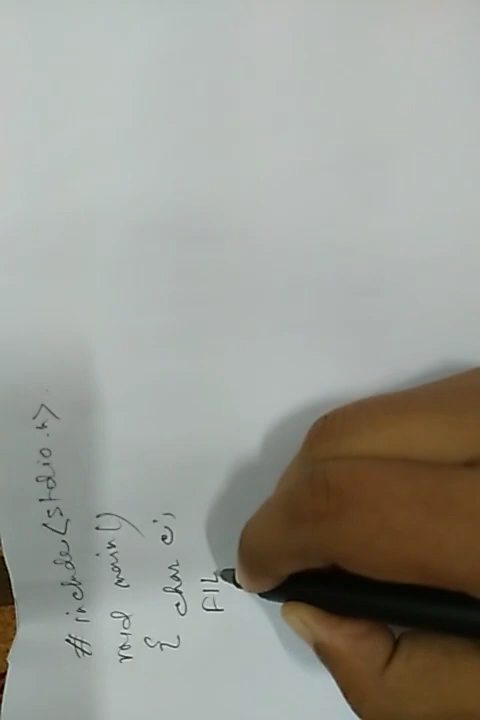 #include<stdio.h>
void main()
{ char c;
FIL